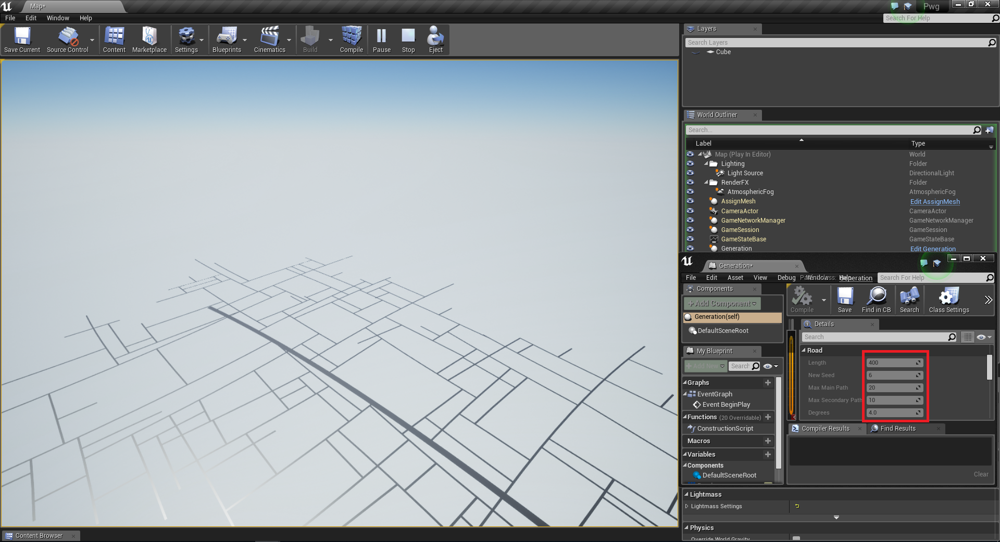 Map*
Pwg
File Edit Window Help
Search For Help
Save Current
Source Control
Content
Marketplace
Settings
Blueprints
Cinematics
Build
Compile
Pause
Stop
Eject
Layers
Search Layers
Cube
World Outliner
Search...
Label Type
Map (Play In Editor) World
Lighting Folder
Light Source DirectionalLight
RenderFX Folder
AtmosphericFog AtmosphericFog
AssignMesh Edit AssignMesh
CameraActor CameraActor
GameNetworkManager GameNetworkManager
GameSession GameSession
GameStateBase GameStateBase
Generation Edit Generation
Generation*
File Edit Asset View Debug Window Help Generation
Search For Help
Components
+Add Component
Generation(self)
DefaultSceneRoot
My Blueprint
+Add New
Search
Graphs
EventGraph
Event BeginPlay
Functions (20 Overridable)
ConstructionScript
Macros
Variables
Components
DefaultSceneRoot
Compile
Save
Find in CB
Search
Class Settings
Details
Search
Road
Length 400
New Seed 6
Max Main Path 20
Max Secondary Path 10
Degrees 4.0
Compiler Results
Find Results
Clear
Lightmass
Lightmass Settings
Physics
Override World Gravity
Content Browser